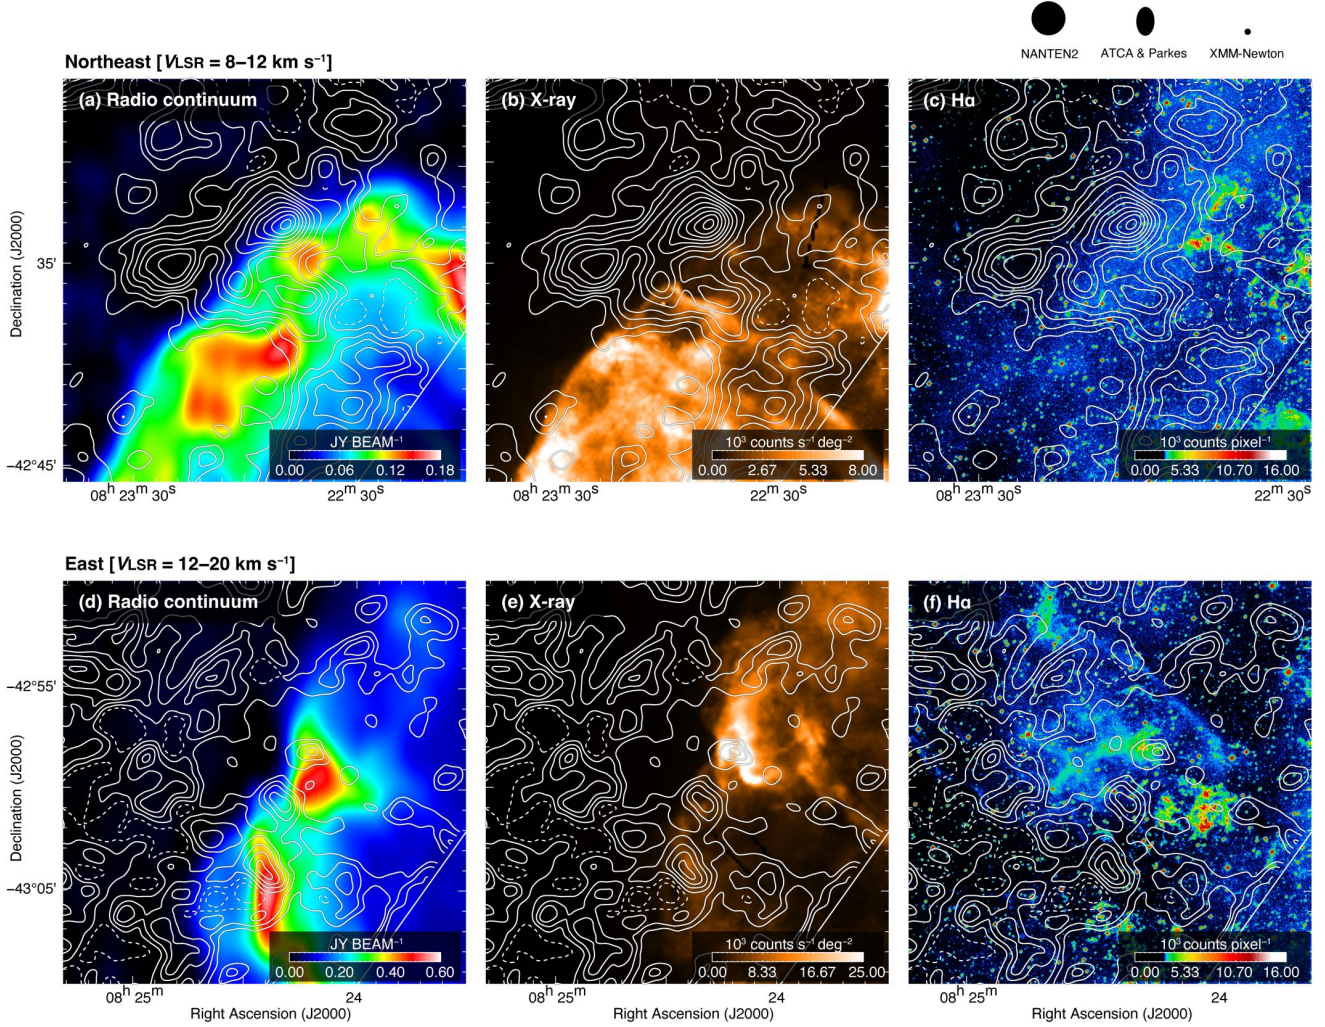 NANTEN2 ATCA & Parkes XMM-Newton
Northeast [VLSR = 8–12 km s⁻¹]
(a) Radio continuum
(b) X-ray
(c) Hα
Declination (J2000)
35'
−42°45'
JY BEAM⁻¹
0.00 0.06 0.12 0.18
10³ counts s⁻¹ deg⁻²
0.00 2.67 5.33 8.00
10³ counts pixel⁻¹
0.00 5.33 10.70 16.00
08ʰ 23ᵐ 30ˢ 22ᵐ 30ˢ
08ʰ 23ᵐ 30ˢ 22ᵐ 30ˢ
08ʰ 23ᵐ 30ˢ 22ᵐ 30ˢ
East [VLSR = 12–20 km s⁻¹]
(d) Radio continuum
(e) X-ray
(f) Hα
Declination (J2000)
−42°55'
−43°05'
JY BEAM⁻¹
0.00 0.20 0.40 0.60
10³ counts s⁻¹ deg⁻²
0.00 8.33 16.67 25.00
10³ counts pixel⁻¹
0.00 5.33 10.70 16.00
08ʰ 25ᵐ 24
08ʰ 25ᵐ 24
08ʰ 25ᵐ 24
Right Ascension (J2000)
Right Ascension (J2000)
Right Ascension (J2000)